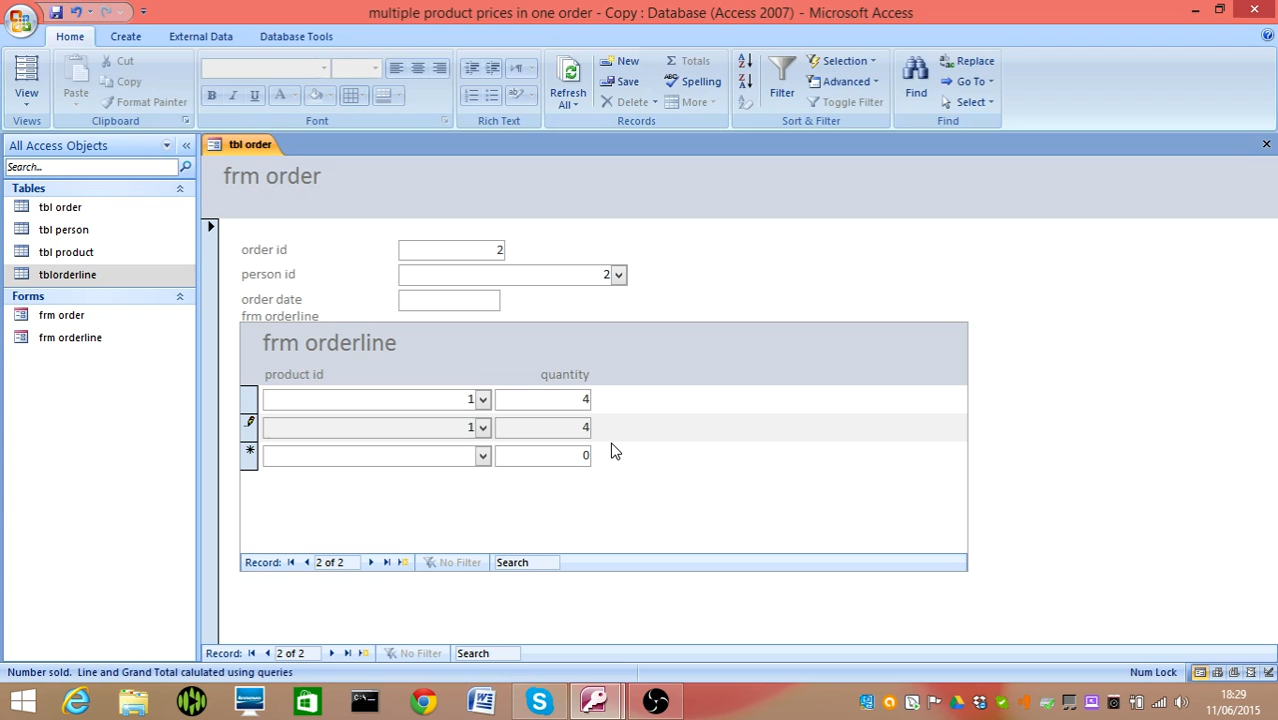 multiple product prices in one order - Copy : Database (Access 2007) - Microsoft Access
Home Create External Data Database Tools
View
Views
Paste
Cut
Copy
Format Painter
Clipboard
B I U A
Font
Rich Text
Refresh All
New
Save
Delete
Totals
Spelling
More
Records
Filter
Selection
Advanced
Toggle Filter
Sort & Filter
Find
Replace
Go To
Select
Find
All Access Objects
Search...
Tables
tbl order
tbl person
tbl product
tblorderline
Forms
frm order
frm orderline
tbl order
frm order
order id 2
person id 2
order date
frm orderline
frm orderline
product id quantity
1 4
1 4
0
Record: 2 of 2 No Filter Search
Record: 2 of 2 No Filter Search
Number sold. Line and Grand Total calulated using queries Num Lock
18:29
11/06/2015